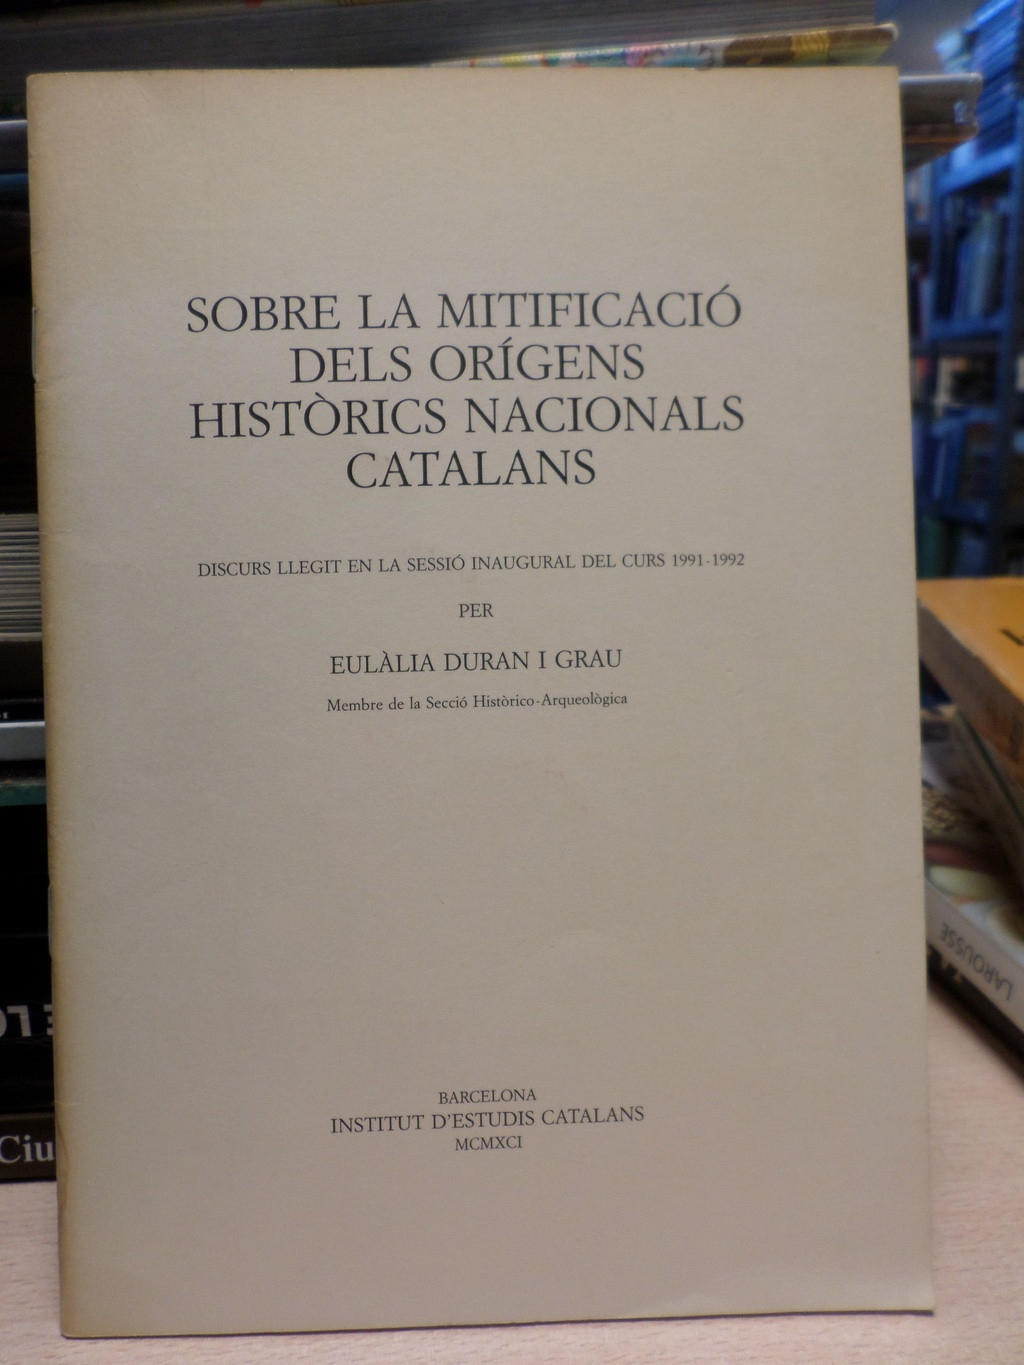 SOBRE LA MITIFICACIÓ
DELS ORÍGENS
HISTÒRICS NACIONALS
CATALANS
DISCURS LLEGIT EN LA SESSIÓ INAUGURAL DEL CURS 1991-1992
PER
EULÀLIA DURAN I GRAU
Membre de la Secció Històrico-Arqueològica
BARCELONA
INSTITUT D'ESTUDIS CATALANS
MCMXCI
LAROUSSE
Ciu